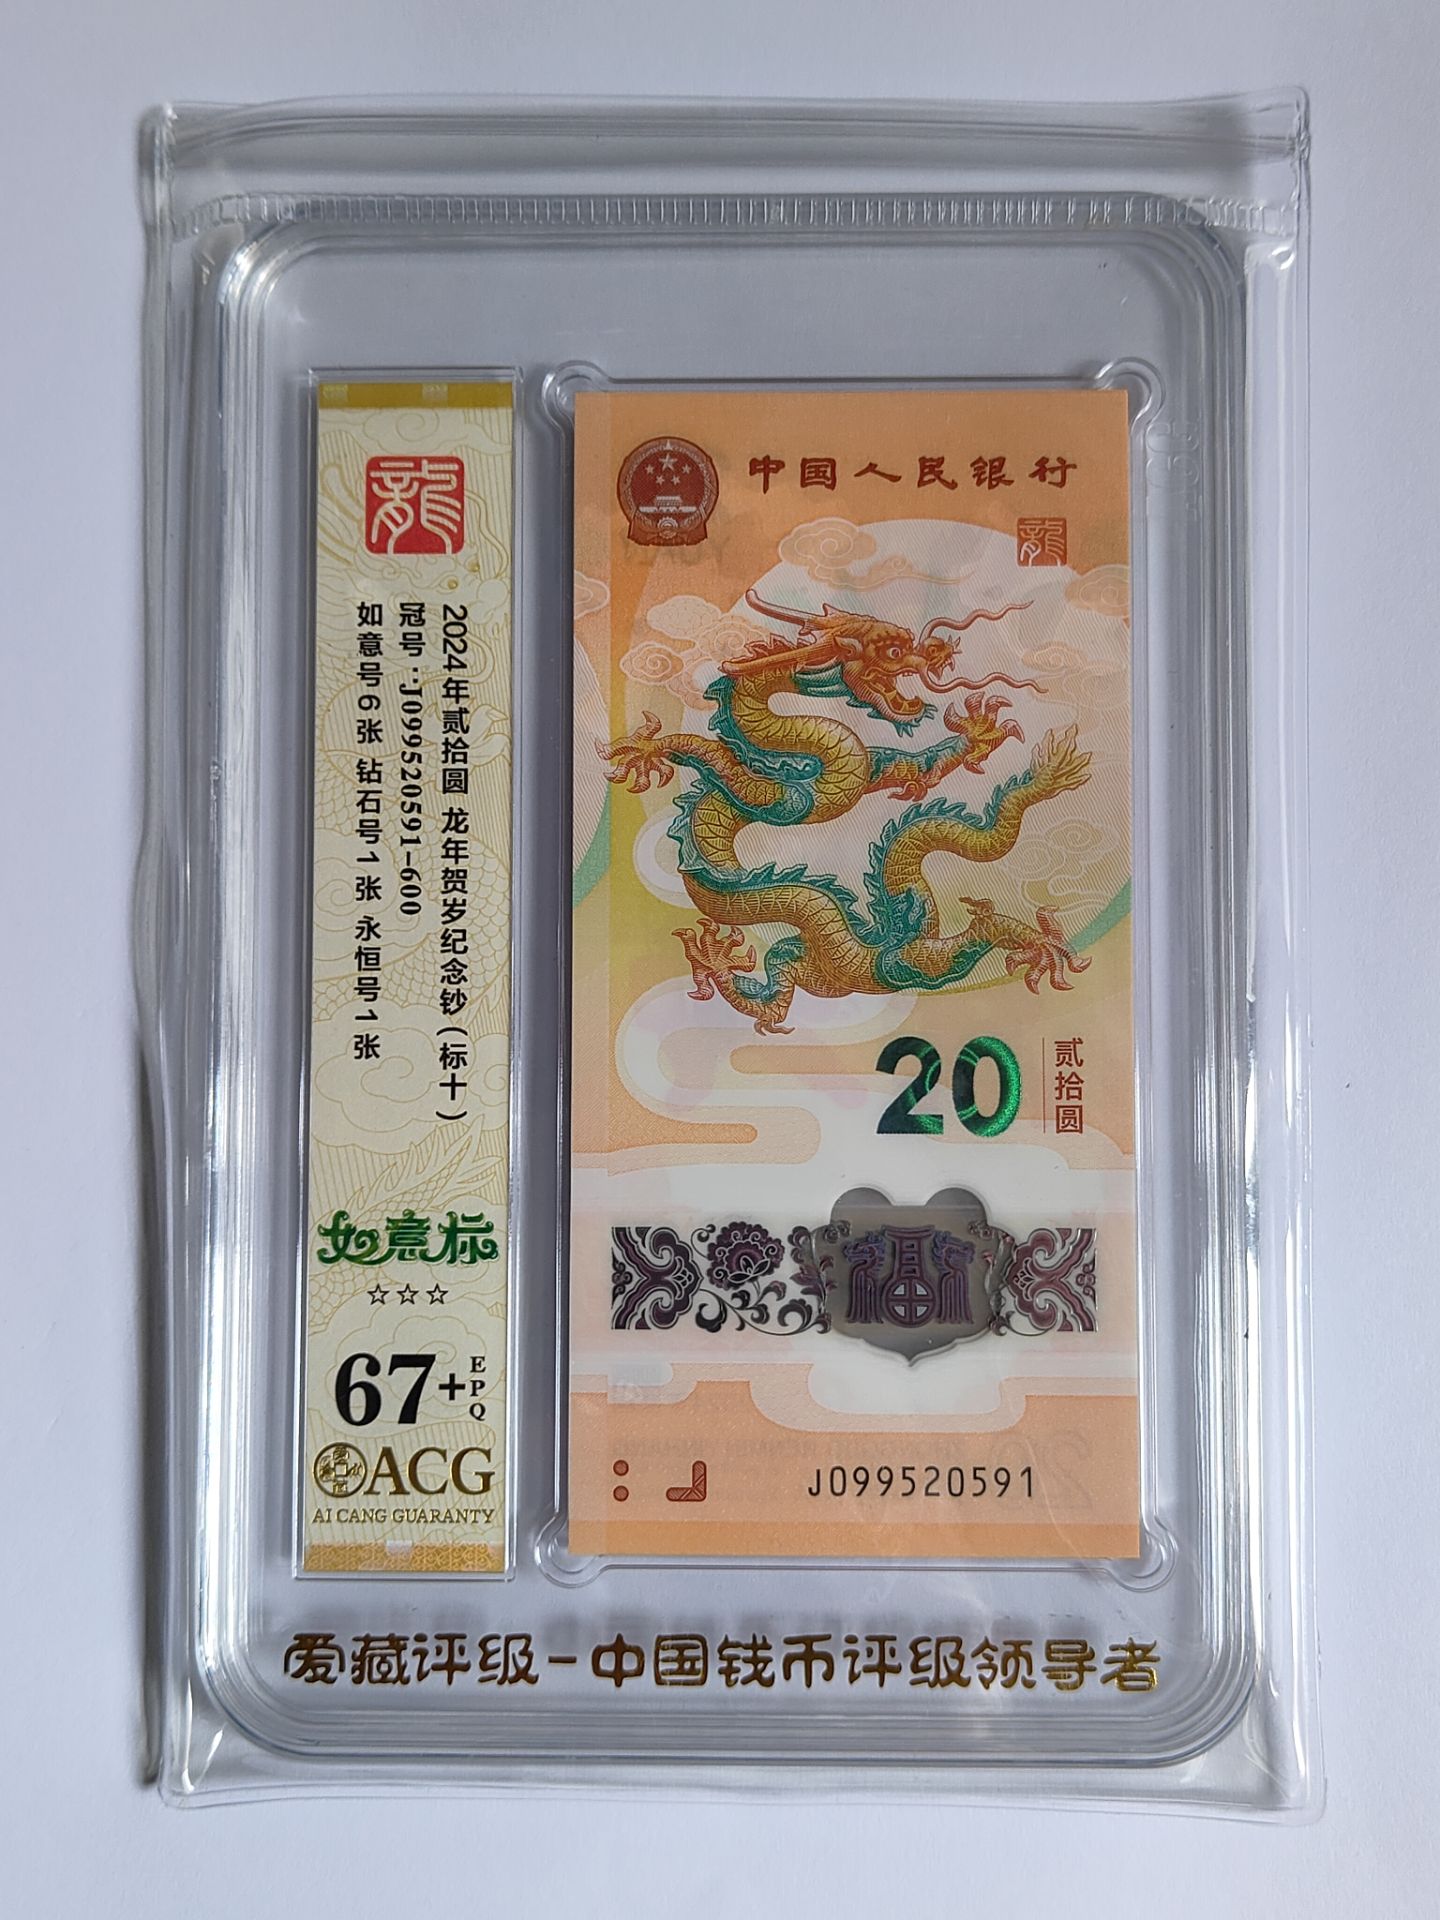 龍
2024年贰拾圆 龙年贺岁纪念钞(标十)
冠号:J099520591-600
如意号6张 钻石号1张 永恒号1张
如意标
☆☆☆
67+
EPQ
ACG
AI CANG GUARANTY
中国人民银行
龍
20
贰拾圆
福
J099520591
爱藏评级-中国钱币评级领导者